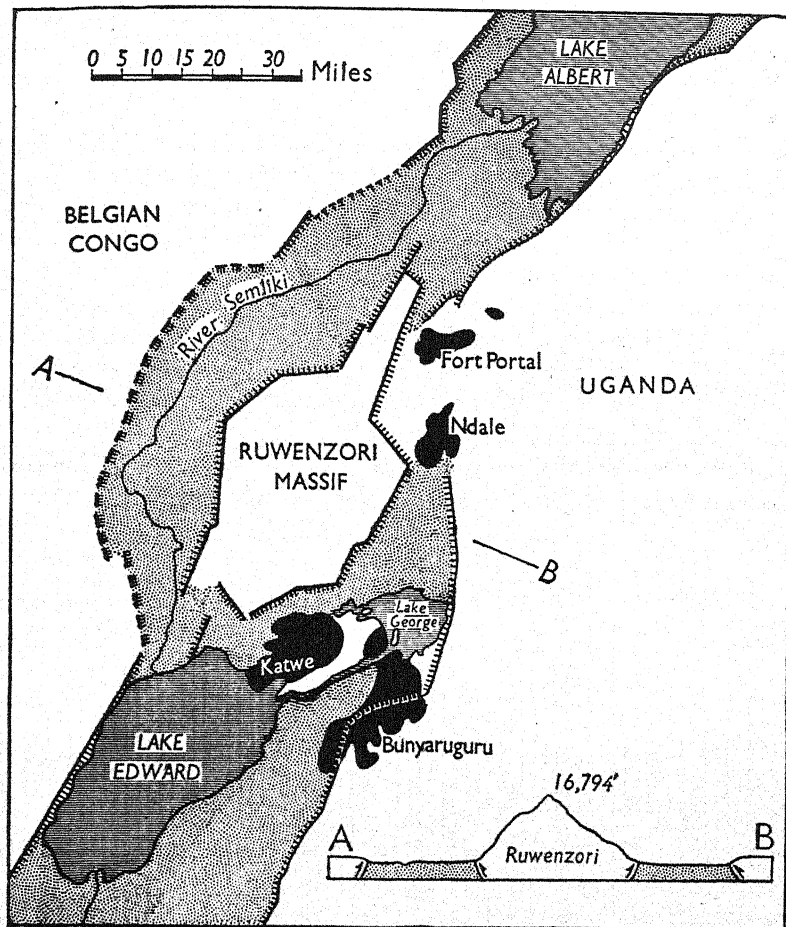 0 5 10 15 20 30 Miles
LAKE
ALBERT
BELGIAN
CONGO
River Semliki
A
Fort Portal
UGANDA
Ndale
RUWENZORI
MASSIF
B
Lake
George
Katwe
LAKE
EDWARD
Bunyaruguru
16,794'
A
B
Ruwenzori